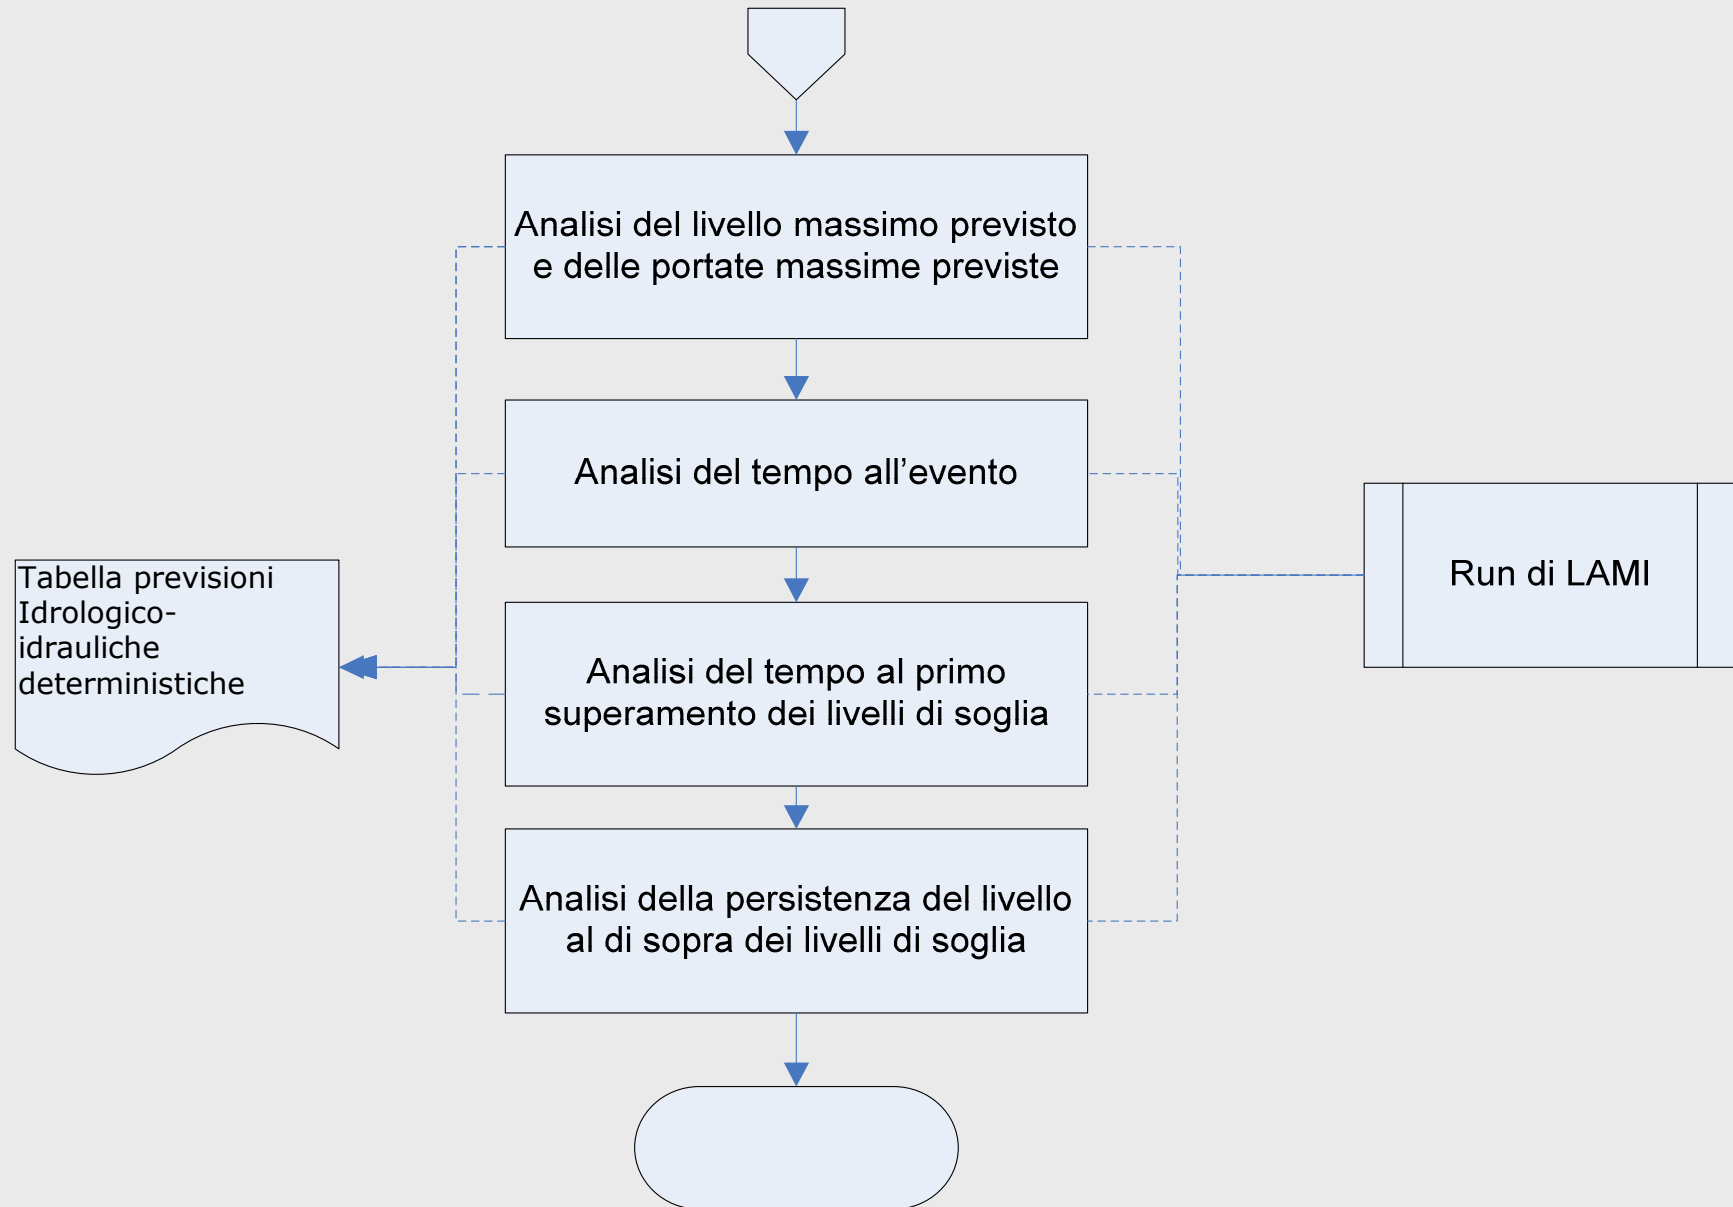 Analisi del livello massimo previsto
e delle portate massime previste
Analisi del tempo all’evento
Tabella previsioni
Idrologico-
idrauliche
deterministiche
Run di LAMI
Analisi del tempo al primo
superamento dei livelli di soglia
Analisi della persistenza del livello
al di sopra dei livelli di soglia